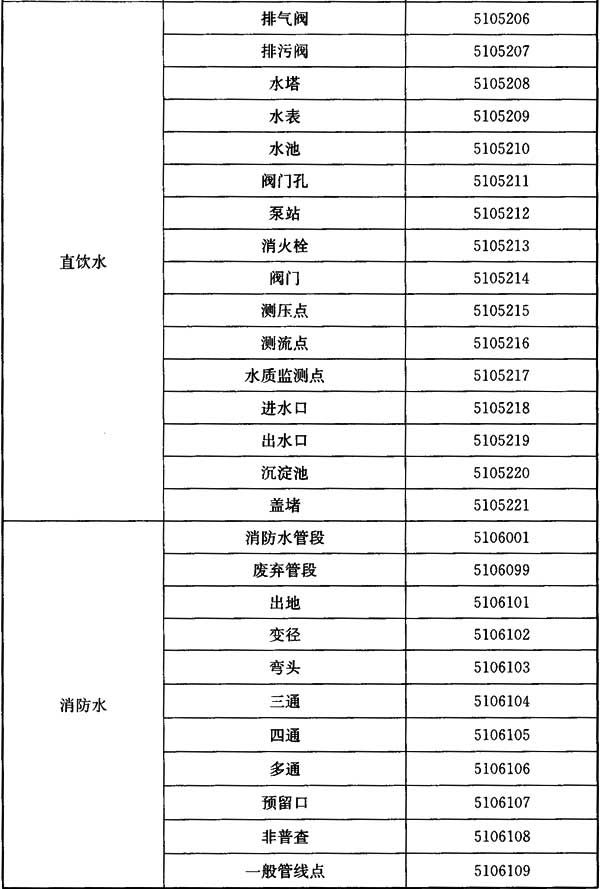 排气阀 5105206
排污阀 5105207
水塔 5105208
水表 5105209
水池 5105210
阀门孔 5105211
泵站 5105212
消火栓 5105213
直饮水
阀门 5105214
测压点 5105215
测流点 5105216
水质监测点 5105217
进水口 5105218
出水口 5105219
沉淀池 5105220
盖堵 5105221
消防水管段 5106001
废弃管段 5106099
出地 5106101
变径 5106102
弯头 5106103
消防水
三通 5106104
四通 5106105
多通 5106106
预留口 5106107
非普查 5106108
一般管线点 5106109